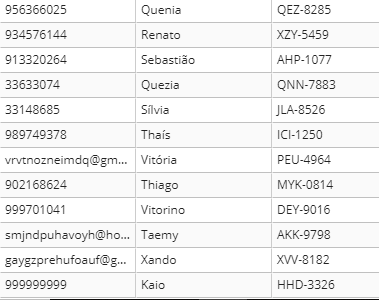 956366025 Quenia QEZ-8285
934576144 Renato XZY-5459
913320264 Sebastião AHP-1077
33633074 Quezia QNN-7883
33148685 Sílvia JLA-8526
989749378 Thaís ICI-1250
vrvtnozneimdq@gm... Vitória PEU-4964
902168624 Thiago MYK-0814
999701041 Vitorino DEY-9016
smjndpuhavoyh@ho... Taemy AKK-9798
gaygzprehufoauf@g... Xando XVV-8182
999999999 Kaio HHD-3326